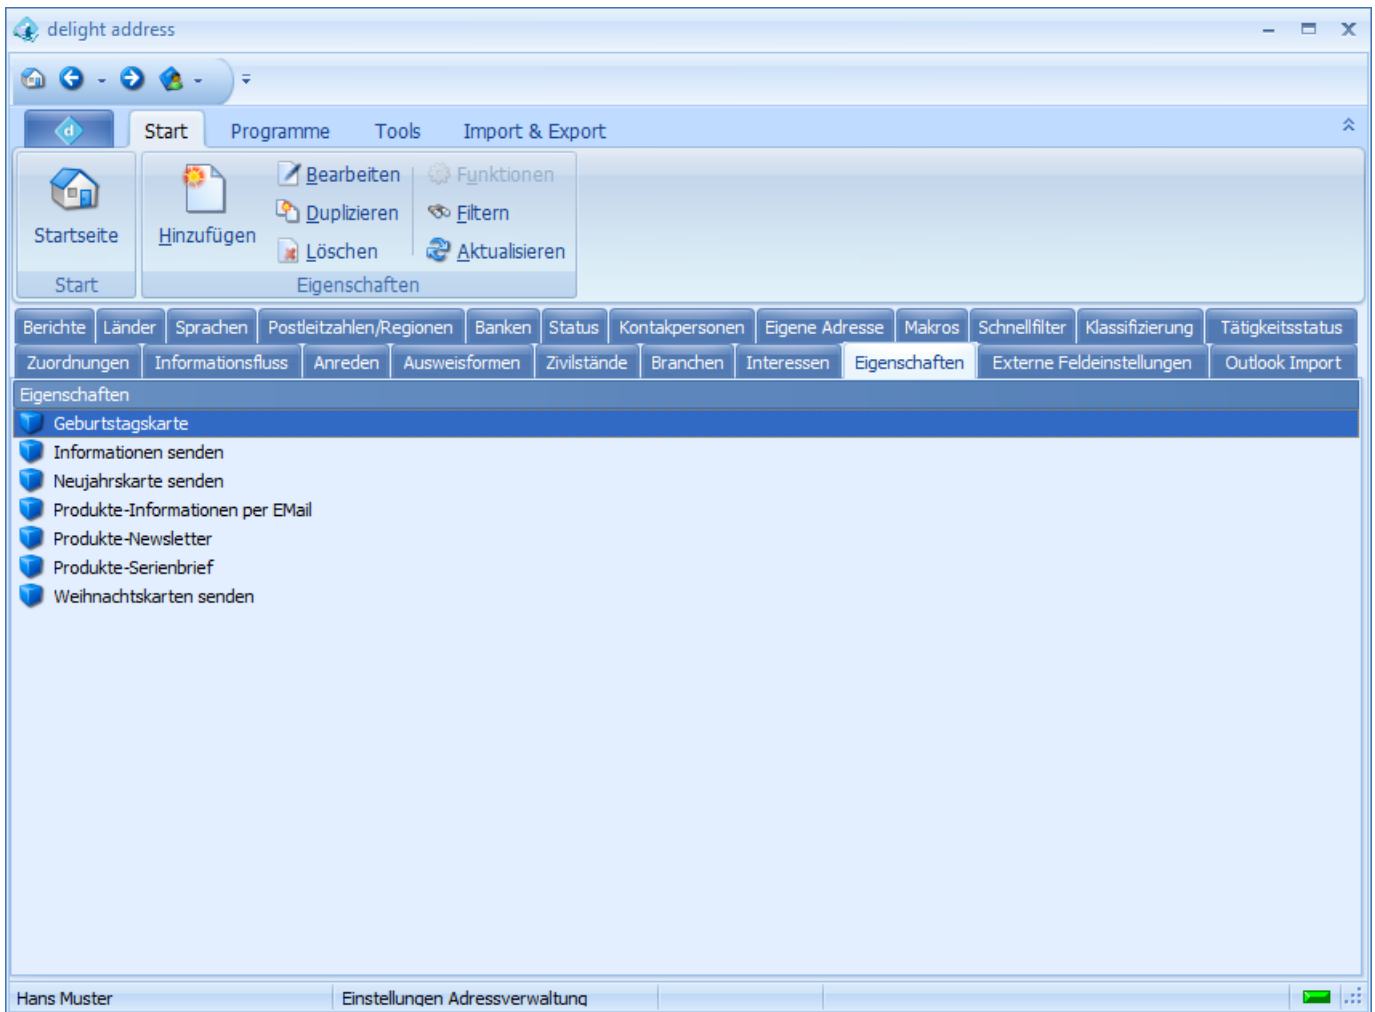 delight address
Start Programme Tools Import & Export
Startseite
Start
Hinzufügen
Bearbeiten
Duplizieren
Löschen
Funktionen
Filtern
Aktualisieren
Eigenschaften
Berichte Länder Sprachen Postleitzahlen/Regionen Banken Status Kontakpersonen Eigene Adresse Makros Schnellfilter Klassifizierung Tätigkeitsstatus
Zuordnungen Informationsfluss Anreden Ausweisformen Zivilstände Branchen Interessen Eigenschaften Externe Feldeinstellungen Outlook Import
Eigenschaften
Geburtstagskarte
Informationen senden
Neujahrskarte senden
Produkte-Informationen per EMail
Produkte-Newsletter
Produkte-Serienbrief
Weihnachtskarten senden
Hans Muster Einstellungen Adressverwaltung